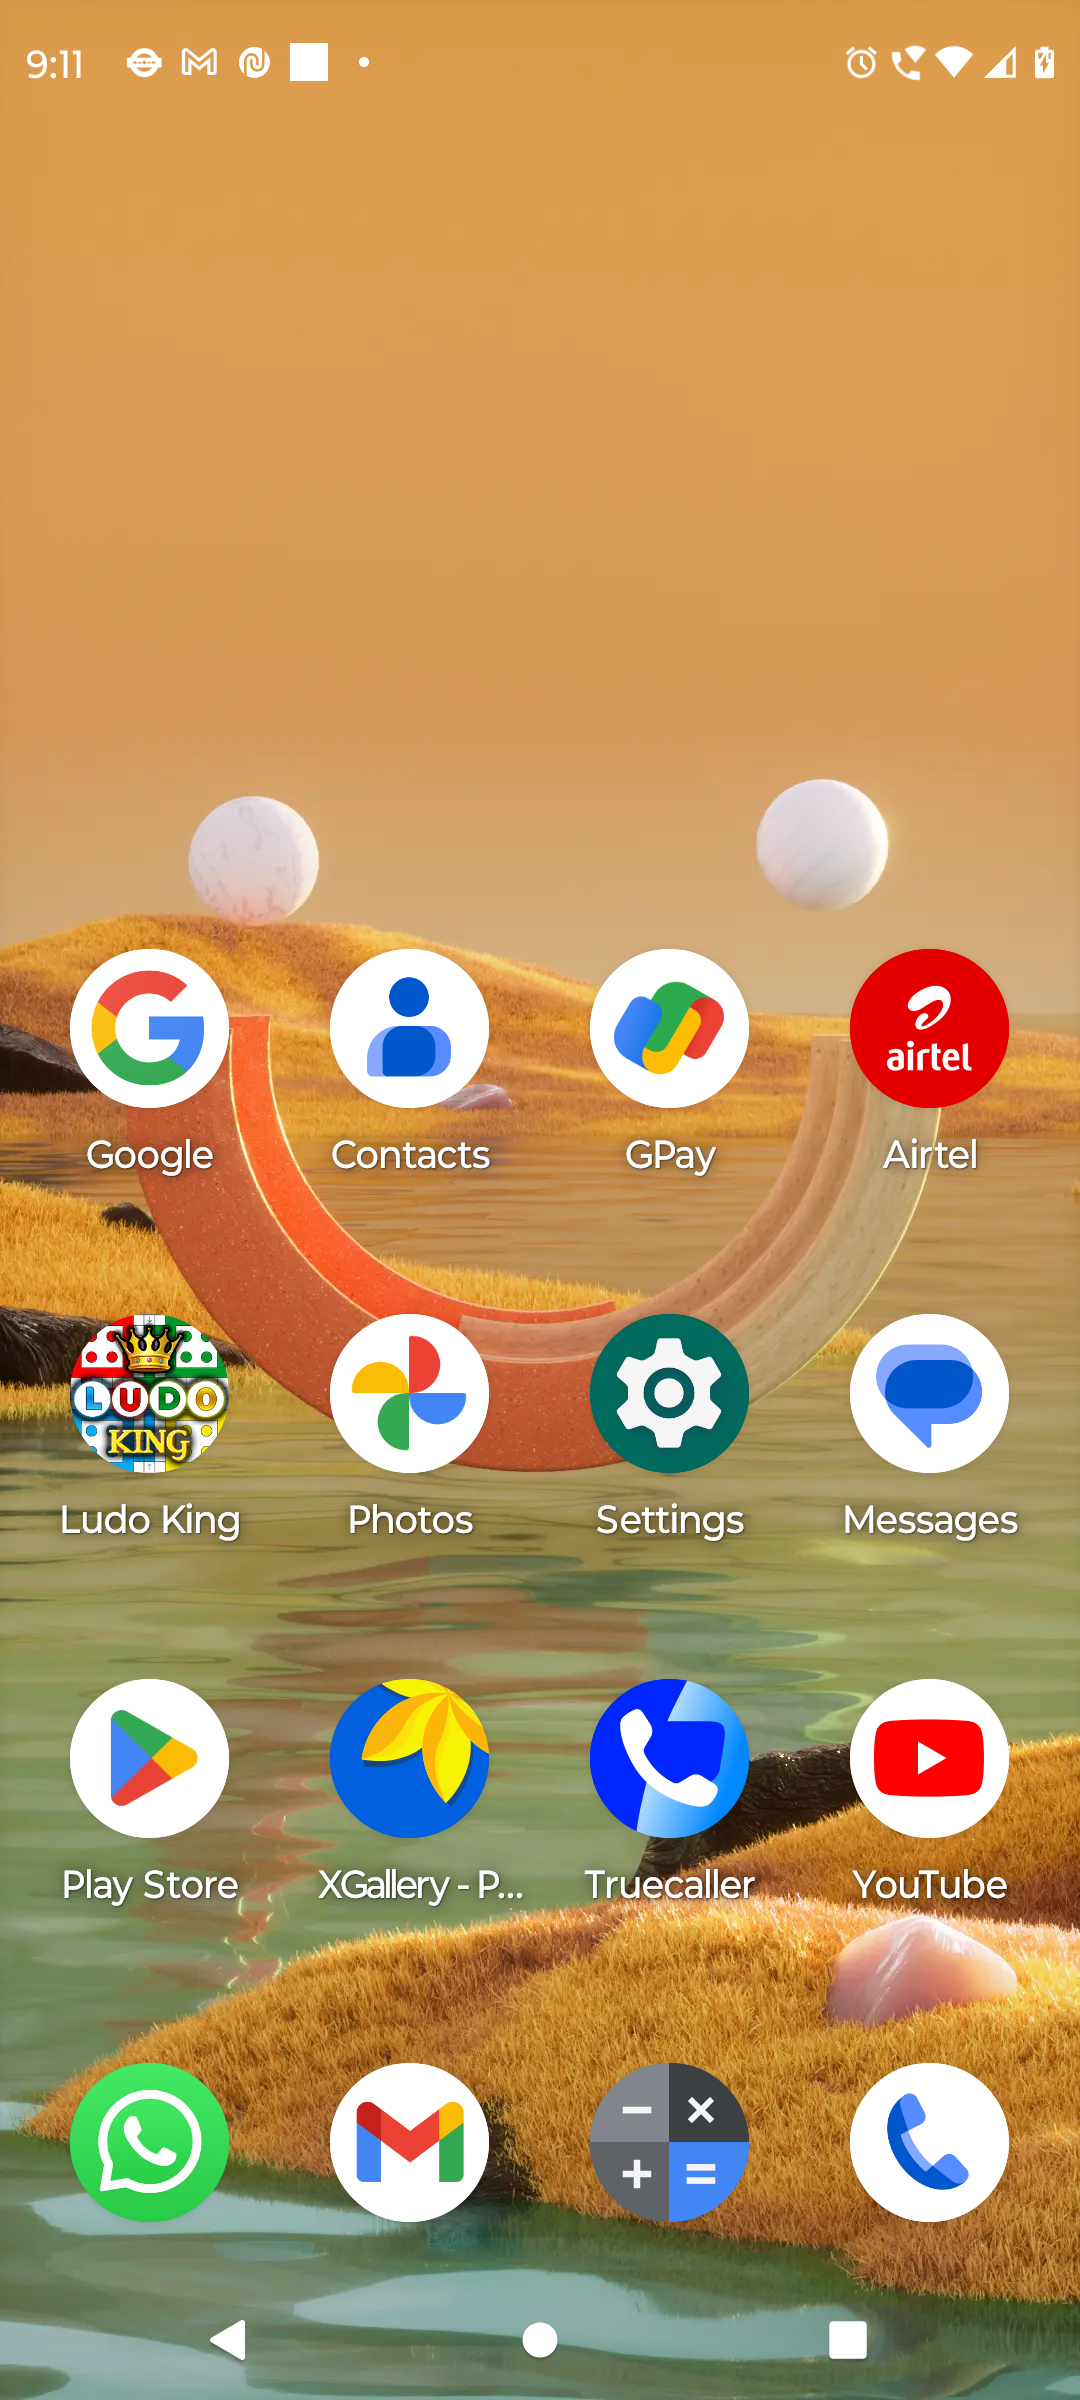 9:11
airtel
Google Contacts GPay Airtel
LUDO
KING
Ludo King Photos Settings Messages
Play Store XGallery - P... Truecaller YouTube